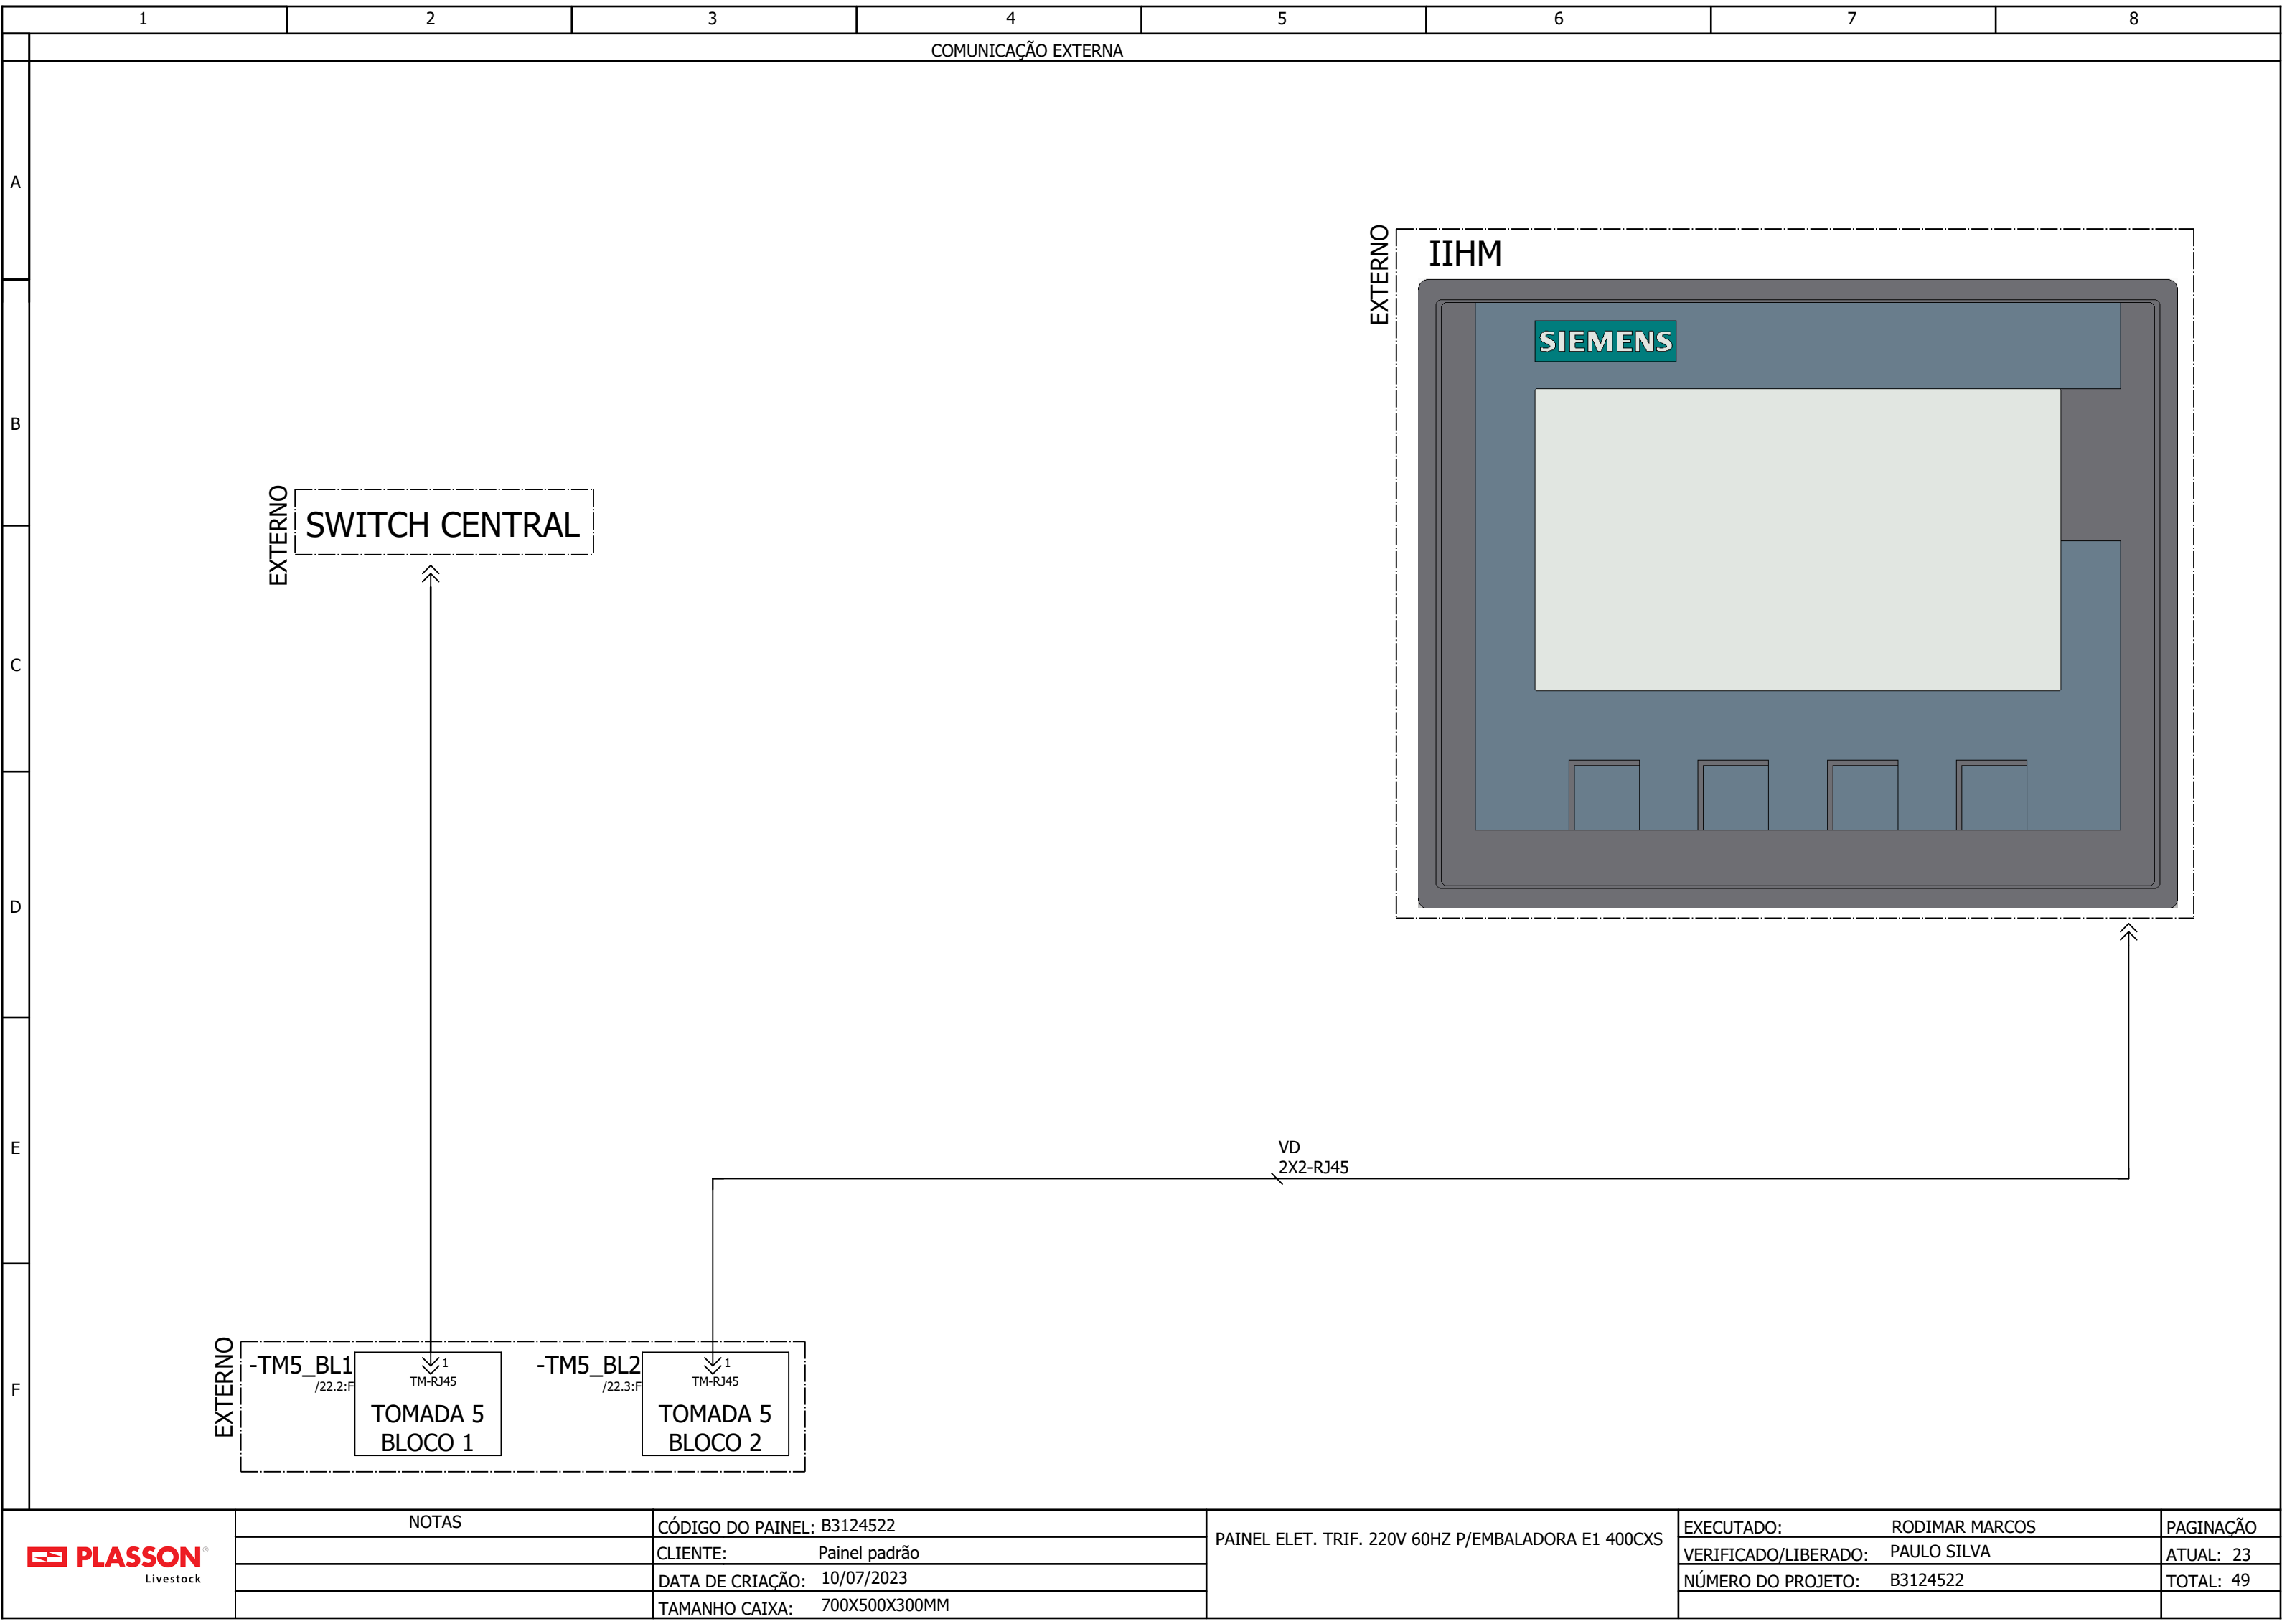 1 2 3 4 5 6 7 8
COMUNICAÇÃO EXTERNA
A
B
C
D
E
F
EXTERNO
IIHM
SIEMENS
EXTERNO
SWITCH CENTRAL
VD
2X2-RJ45
EXTERNO
-TM5_BL1
/22.2:F
1
TM-RJ45
TOMADA 5
BLOCO 1
-TM5_BL2
/22.3:F
1
TM-RJ45
TOMADA 5
BLOCO 2
PLASSON®
Livestock
NOTAS
CÓDIGO DO PAINEL: B3124522
CLIENTE: Painel padrão
DATA DE CRIAÇÃO: 10/07/2023
TAMANHO CAIXA: 700X500X300MM
PAINEL ELET. TRIF. 220V 60HZ P/EMBALADORA E1 400CXS
EXECUTADO: RODIMAR MARCOS
VERIFICADO/LIBERADO: PAULO SILVA
NÚMERO DO PROJETO: B3124522
PAGINAÇÃO
ATUAL: 23
TOTAL: 49